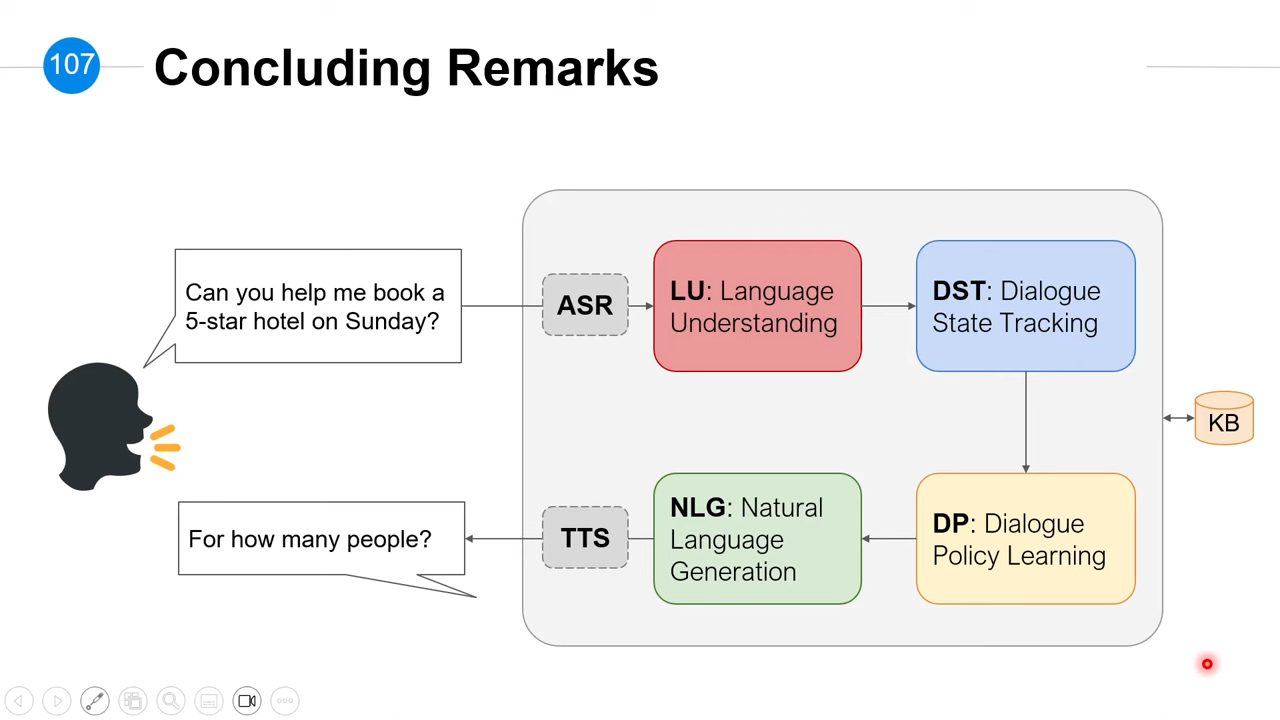 107
Concluding Remarks
Can you help me book a
5-star hotel on Sunday?
ASR
LU: Language
Understanding
DST: Dialogue
State Tracking
KB
For how many people?
TTS
NLG: Natural
Language
Generation
DP: Dialogue
Policy Learning